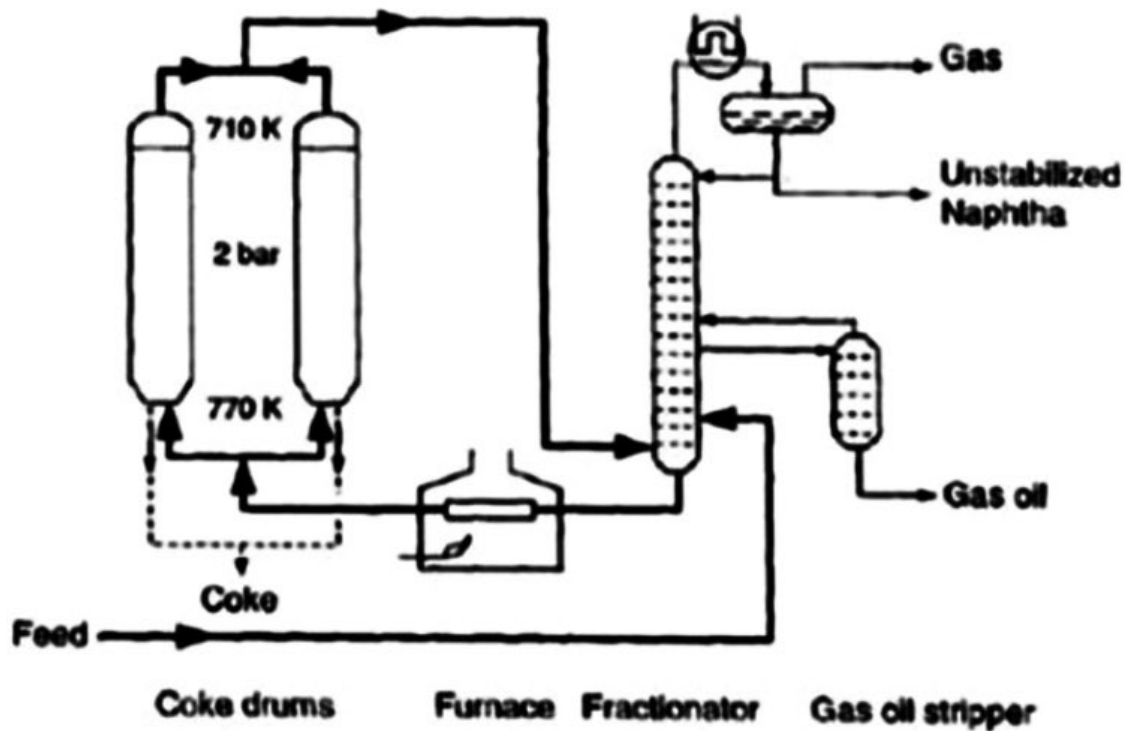 Gas
710 K
Unstabilized
Naphtha
2 bar
770 K
Gas oil
Coke
Feed
Coke drums
Furnace
Fractionator
Gas oil stripper